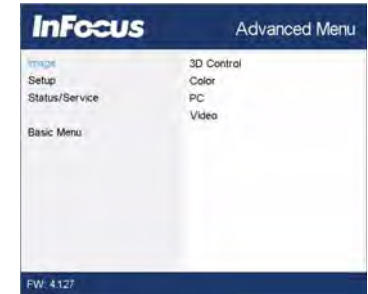 InFocus
Advanced Menu
Image
Setup
Status/Service
Basic Menu
3D Control
Color
PC
Video
FW: 4.127